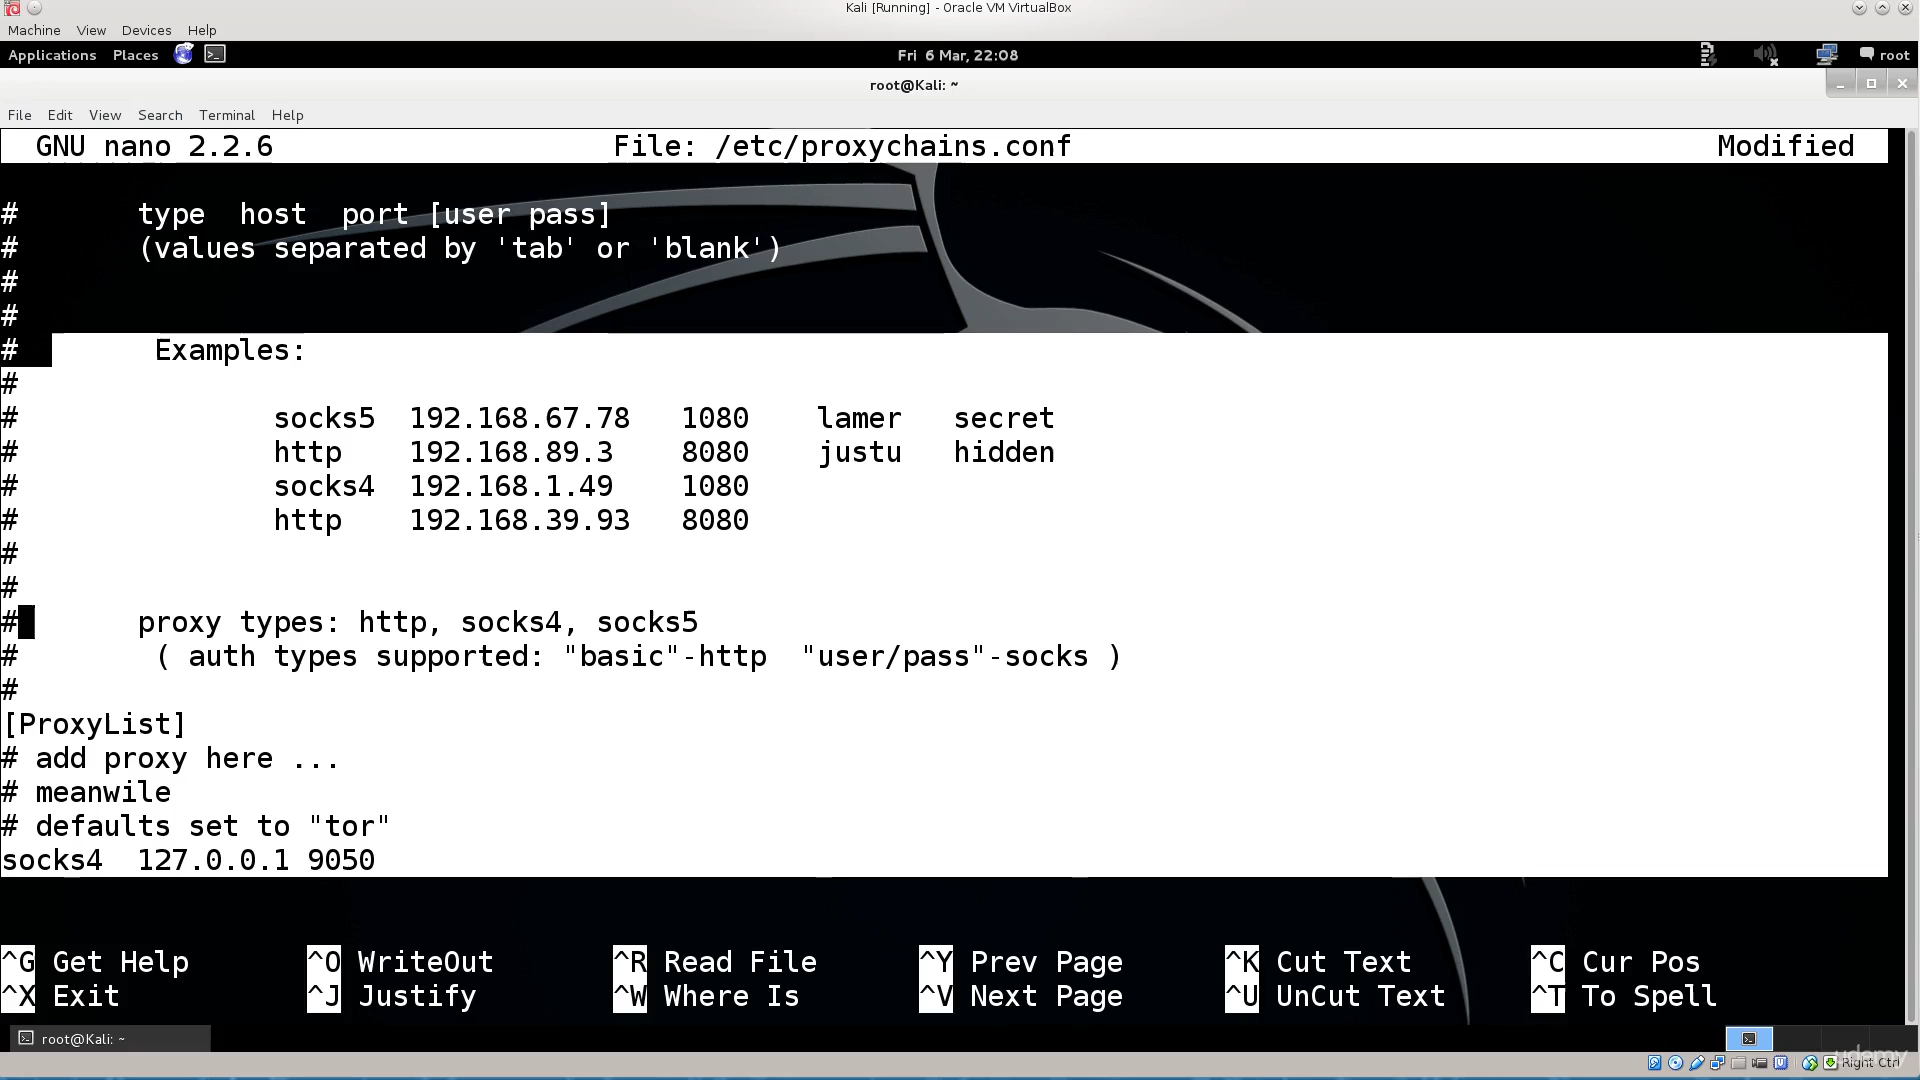 Kali [Running] - Oracle VM VirtualBox
Machine View Devices Help
Applications Places Fri 6 Mar, 22:08 root
root@Kali: ~
File Edit View Search Terminal Help
GNU nano 2.2.6 File: /etc/proxychains.conf Modified
# type host port [user pass]
# (values separated by 'tab' or 'blank')
#
#
# Examples:
#
# socks5 192.168.67.78 1080 lamer secret
# http 192.168.89.3 8080 justu hidden
# socks4 192.168.1.49 1080
# http 192.168.39.93 8080
#
#
# proxy types: http, socks4, socks5
# ( auth types supported: "basic"-http "user/pass"-socks )
#
[ProxyList]
# add proxy here ...
# meanwile
# defaults set to "tor"
socks4 127.0.0.1 9050
^G Get Help ^O WriteOut ^R Read File ^Y Prev Page ^K Cut Text ^C Cur Pos
^X Exit ^J Justify ^W Where Is ^V Next Page ^U UnCut Text ^T To Spell
root@Kali: ~
udemy
Right Ctrl